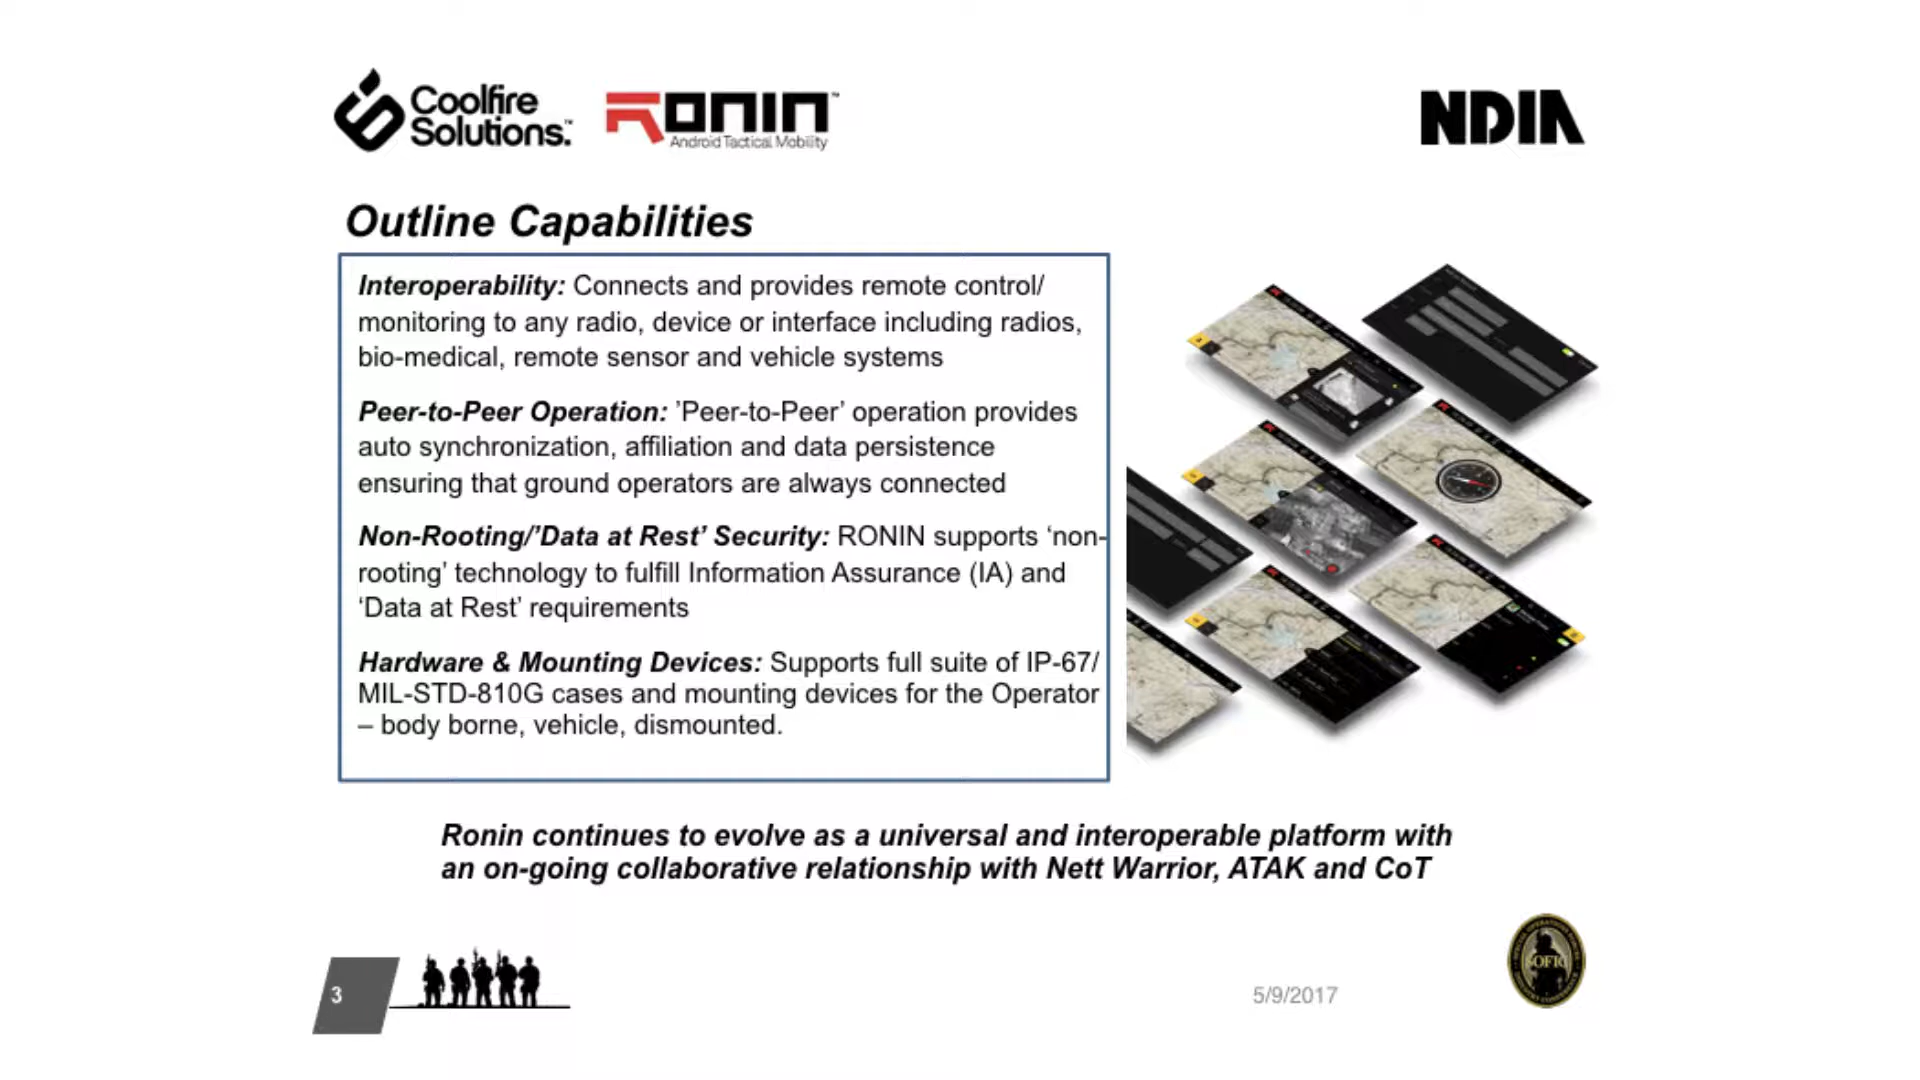 Coolfire
Solutions.™
RONIN™
Android Tactical Mobility
NDIA
Outline Capabilities
Interoperability: Connects and provides remote control/
monitoring to any radio, device or interface including radios,
bio-medical, remote sensor and vehicle systems
Peer-to-Peer Operation: ’Peer-to-Peer’ operation provides
auto synchronization, affiliation and data persistence
ensuring that ground operators are always connected
Non-Rooting/’Data at Rest’ Security: RONIN supports ‘non-
rooting’ technology to fulfill Information Assurance (IA) and
‘Data at Rest’ requirements
Hardware & Mounting Devices: Supports full suite of IP-67/
MIL-STD-810G cases and mounting devices for the Operator
– body borne, vehicle, dismounted.
Ronin continues to evolve as a universal and interoperable platform with
an on-going collaborative relationship with Nett Warrior, ATAK and CoT
3
5/9/2017
SOFIC